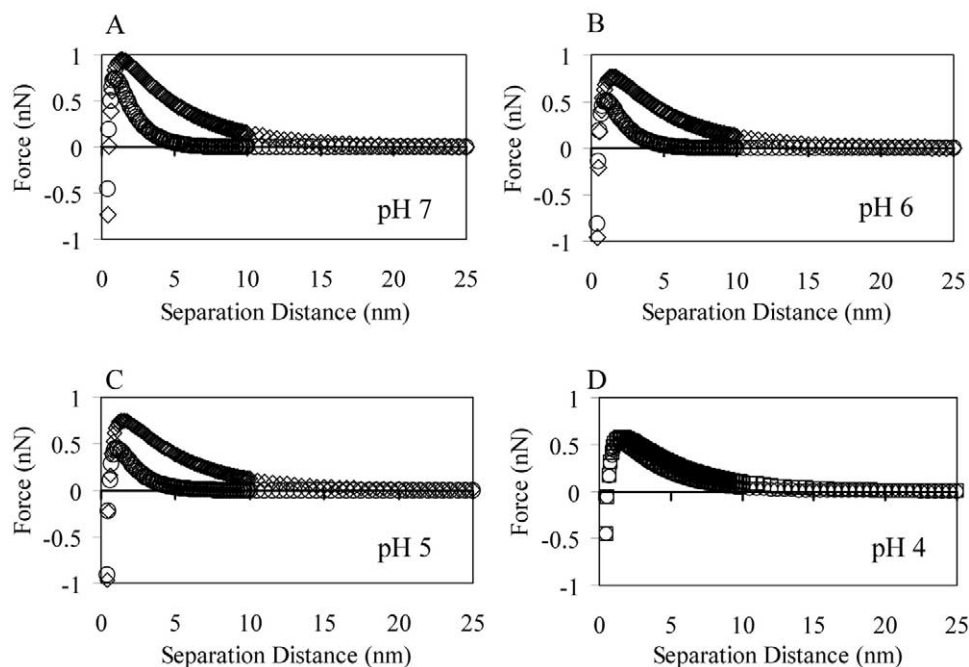 A
Force (nN)
1
0.5
0
-0.5
-1
pH 7
0 5 10 15 20 25
Separation Distance (nm)
B
Force (nN)
1
0.5
0
-0.5
-1
pH 6
0 5 10 15 20 25
Separation Distance (nm)
C
Force (nN)
1
0.5
0
-0.5
-1
pH 5
0 5 10 15 20 25
Separation Distance (nm)
D
Force (nN)
1
0.5
0
-0.5
-1
pH 4
0 5 10 15 20 25
Separation Distance (nm)